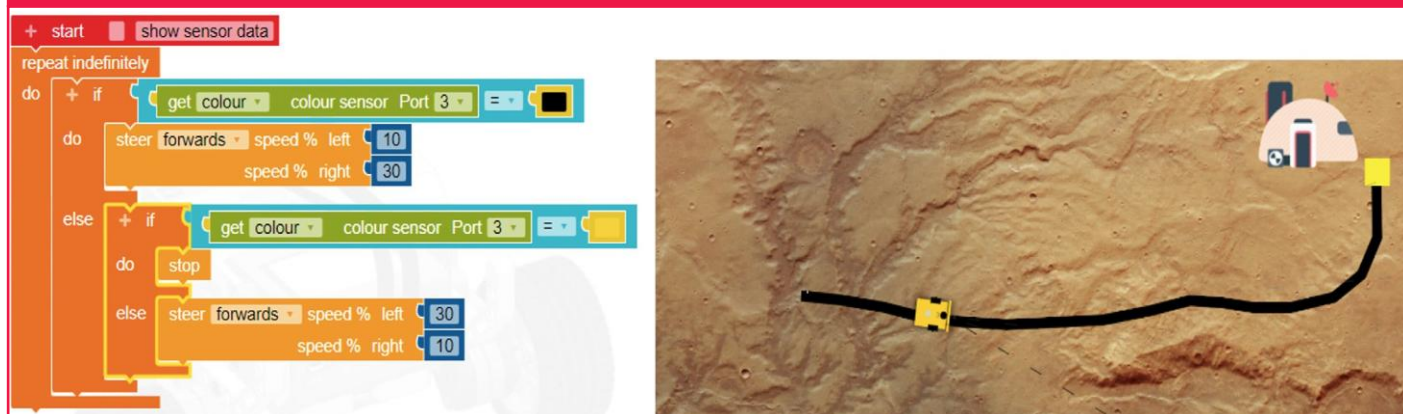 + start show sensor data
repeat indefinitely
do + if get colour colour sensor Port 3 =
do steer forwards speed % left 10
speed % right 30
else + if get colour colour sensor Port 3 =
do stop
else steer forwards speed % left 30
speed % right 10